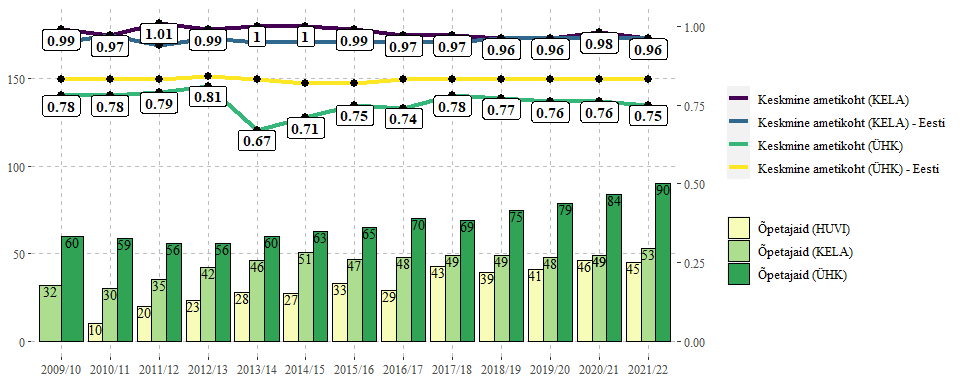 1.00
0.99 0.97 1.01 0.99 1 1 0.99 0.97 0.97 0.96 0.96 0.98 0.96
150
0.78 0.78 0.79 0.81 0.67 0.71 0.75 0.74 0.78 0.77 0.76 0.76 0.75
0.75
Keskmine ametikoht (KELA)
Keskmine ametikoht (KELA) - Eesti
Keskmine ametikoht (ÜHK)
Keskmine ametikoht (ÜHK) - Eesti
100
0.50
Õpetajaid (HUVI)
Õpetajaid (KELA)
Õpetajaid (ÜHK)
50
0.25
32 60 10 30 59 20 35 56 23 42 56 28 46 60 27 51 63 33 47 65 29 48 70 43 49 69 39 49 75 41 48 79 46 49 84 45 53 90
0
0.00
2009/10 2010/11 2011/12 2012/13 2013/14 2014/15 2015/16 2016/17 2017/18 2018/19 2019/20 2020/21 2021/22